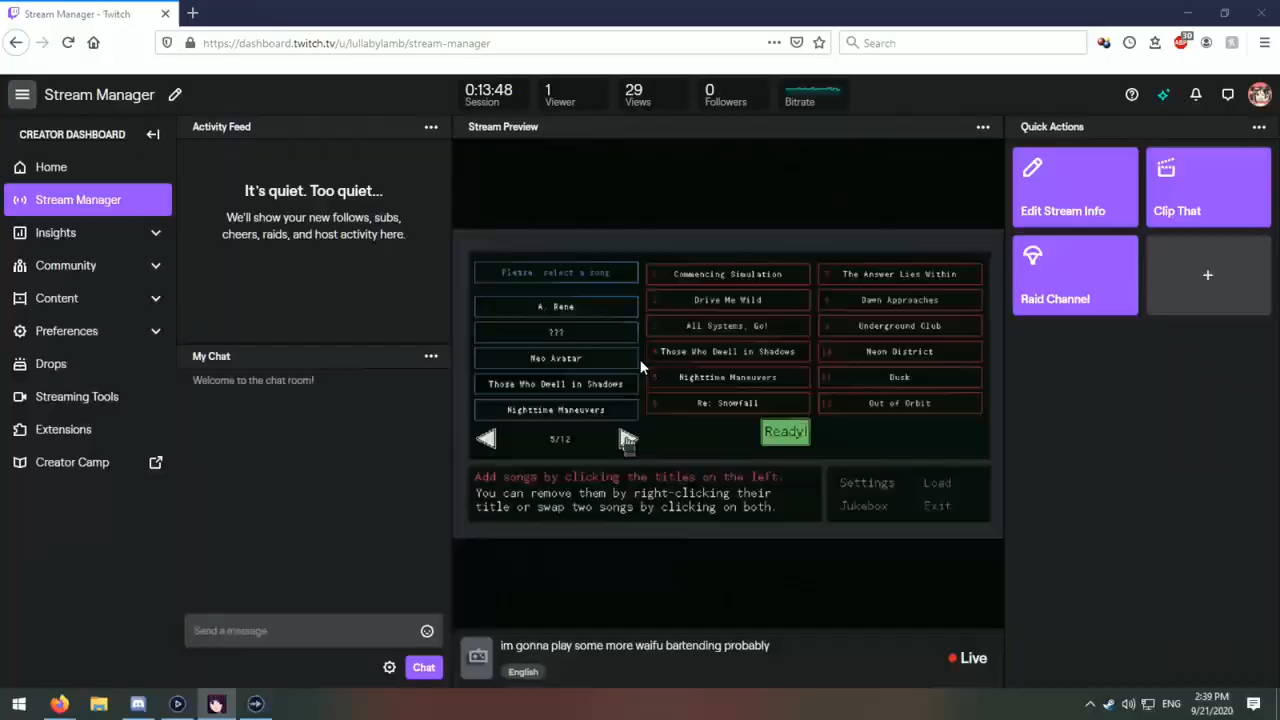 Stream Manager - Twitch
https://dashboard.twitch.tv/u/lullabylamb/stream-manager
Search
30
Stream Manager
0:13:48
Session
1
Viewer
29
Views
0
Followers
Bitrate
CREATOR DASHBOARD
Home
Stream Manager
Insights
Community
Content
Preferences
Drops
Streaming Tools
Extensions
Creator Camp
Activity Feed
It's quiet. Too quiet...
We'll show your new follows, subs,
cheers, raids, and host activity here.
My Chat
Welcome to the chat room!
Send a message
Chat
Stream Preview
Please, select a song
A. Rene
???
Neo Avatar
Those Who Dwell in Shadows
Nighttime Maneuvers
5/12
Commencing Simulation
Drive Me Wild
All Systems, Go!
4 Those Who Dwell in Shadows
Nighttime Maneuvers
Re: Snowfall
The Answer Lies Within
Dawn Approaches
Underground Club
10 Neon District
11 Dusk
12 Out of Orbit
Ready!
Add songs by clicking the titles on the left.
You can remove them by right-clicking their
title or swap two songs by clicking on both.
Settings
Load
Jukebox
Exit
im gonna play some more waifu bartending probably
English
Live
Quick Actions
Edit Stream Info
Clip That
Raid Channel
ENG
2:39 PM
9/21/2020